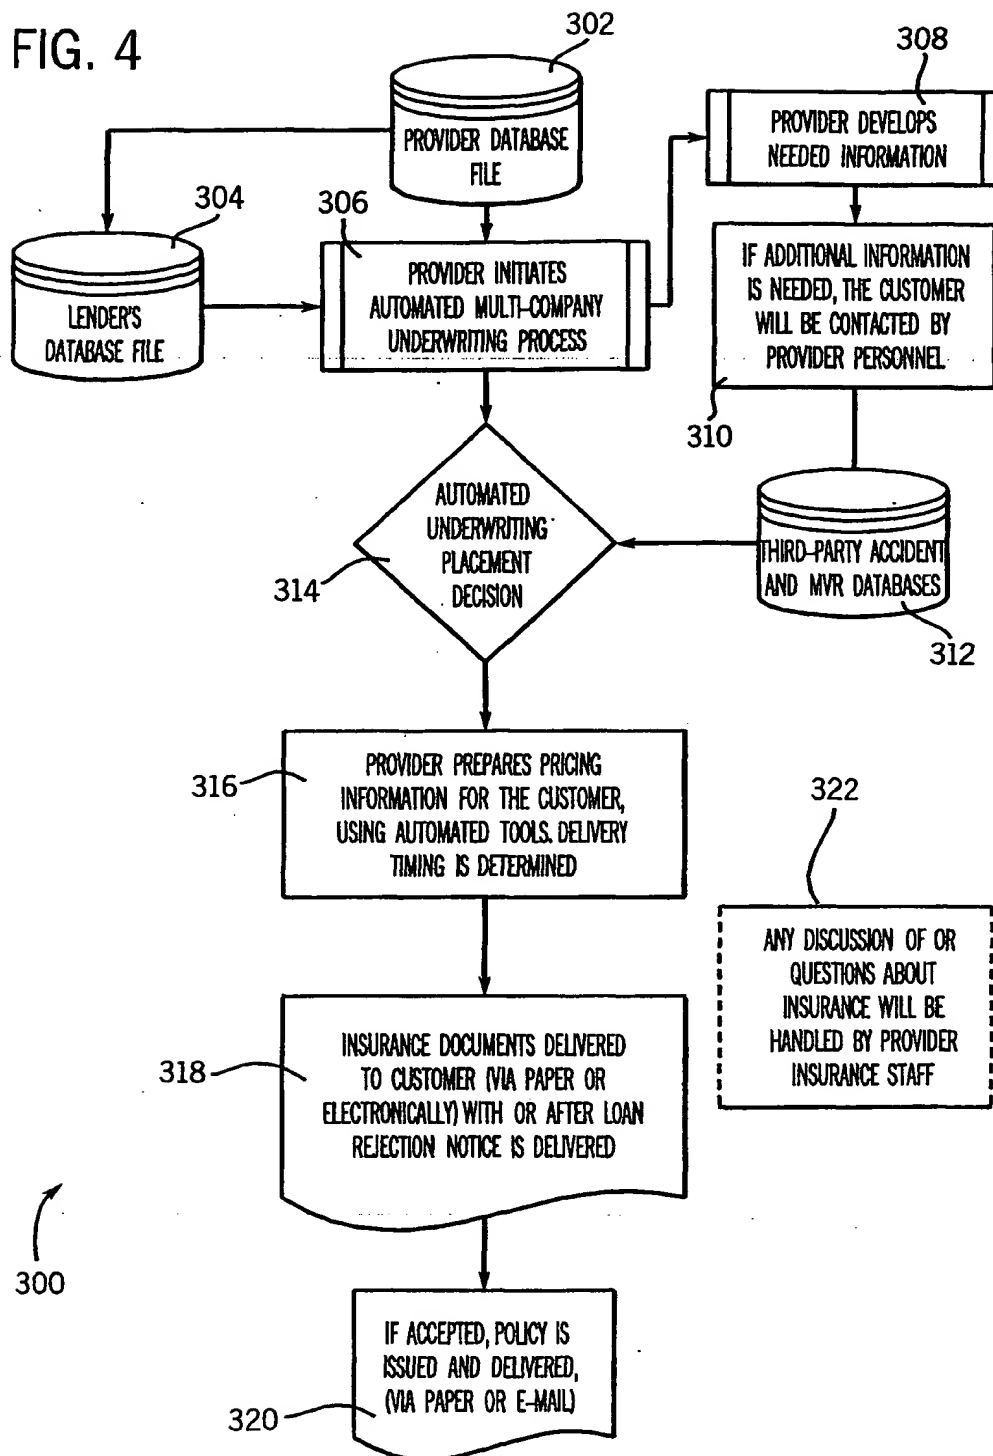 FIG. 4
302
PROVIDER DATABASE
FILE
308
PROVIDER DEVELOPS
NEEDED INFORMATION
304
LENDER'S
DATABASE FILE
306
PROVIDER INITIATES
AUTOMATED MULTI-COMPANY
UNDERWRITING PROCESS
IF ADDITIONAL INFORMATION
IS NEEDED, THE CUSTOMER
WILL BE CONTACTED BY
PROVIDER PERSONNEL
310
AUTOMATED
UNDERWRITING
PLACEMENT
DECISION
314
THIRD-PARTY ACCIDENT
AND MVR DATABASES
312
PROVIDER PREPARES PRICING
INFORMATION FOR THE CUSTOMER,
USING AUTOMATED TOOLS. DELIVERY
TIMING IS DETERMINED
316
322
ANY DISCUSSION OF OR
QUESTIONS ABOUT
INSURANCE WILL BE
HANDLED BY PROVIDER
INSURANCE STAFF
INSURANCE DOCUMENTS DELIVERED
TO CUSTOMER (VIA PAPER OR
ELECTRONICALLY) WITH OR AFTER LOAN
REJECTION NOTICE IS DELIVERED
318
300
IF ACCEPTED, POLICY IS
ISSUED AND DELIVERED,
(VIA PAPER OR E-MAIL)
320